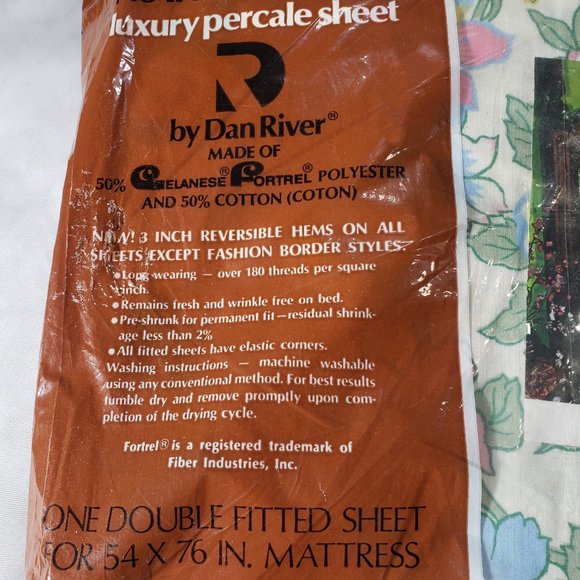 luxury percale sheet
by Dan River®
MADE OF
50% CELANESE® FORTREL® POLYESTER
AND 50% COTTON (COTON)
NEW! 3 INCH REVERSIBLE HEMS ON ALL
SHEETS EXCEPT FASHION BORDER STYLES.
• Long wearing — over 180 threads per square
inch.
• Remains fresh and wrinkle free on bed.
• Pre-shrunk for permanent fit—residual shrink-
age less than 2%
• All fitted sheets have elastic corners.
Washing instructions — machine washable
using any conventional method. For best results
tumble dry and remove promptly upon com-
pletion of the drying cycle.
Fortrel® is a registered trademark of
Fiber Industries, Inc.
ONE DOUBLE FITTED SHEET
FOR 54 X 76 IN. MATTRESS